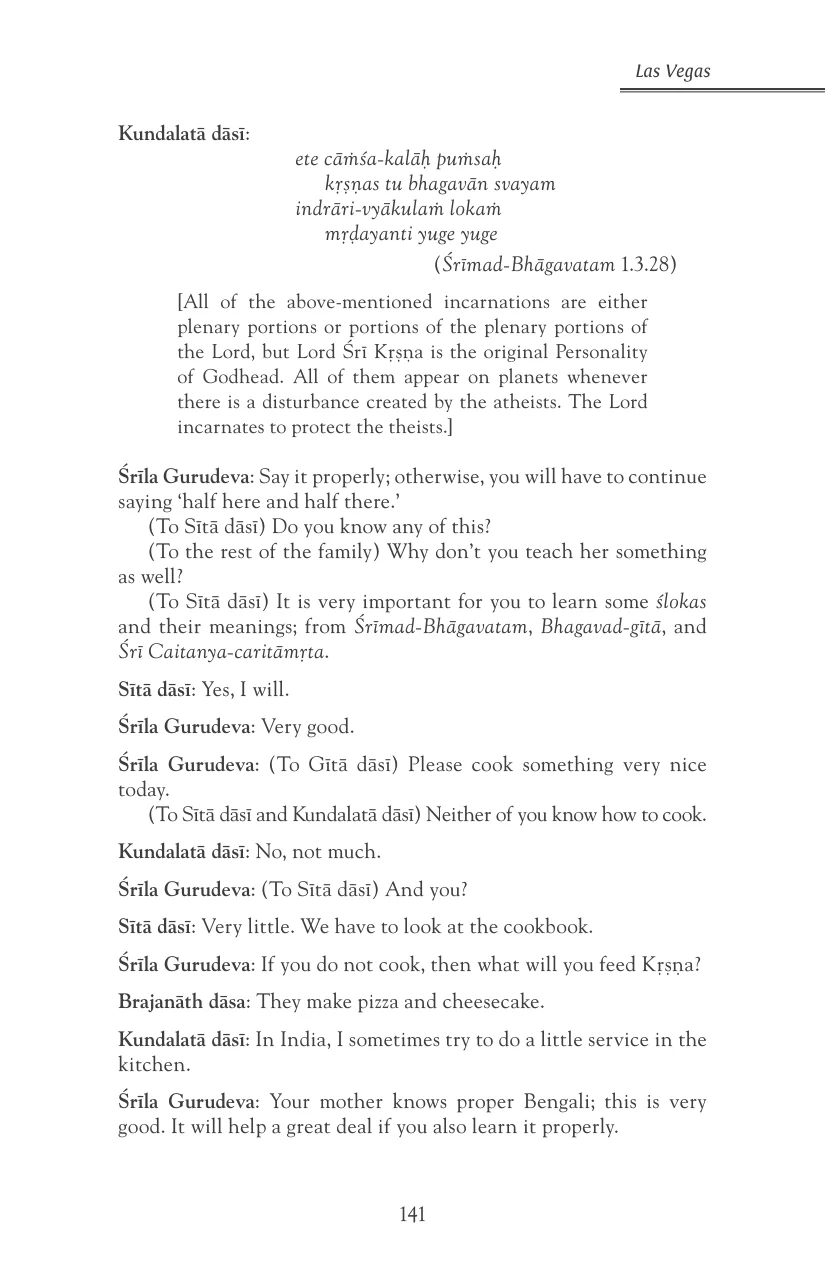 Las Vegas
Kundalatā dāsī:
ete cāṁśa-kalāḥ puṁsaḥ
kṛṣṇas tu bhagavān svayam
indrāri-vyākulaṁ lokaṁ
mṛḍayanti yuge yuge
(Śrīmad-Bhāgavatam 1.3.28)
[All of the above-mentioned incarnations are either
plenary portions or portions of the plenary portions of
the Lord, but Lord Śrī Kṛṣṇa is the original Personality
of Godhead. All of them appear on planets whenever
there is a disturbance created by the atheists. The Lord
incarnates to protect the theists.]
Śrīla Gurudeva: Say it properly; otherwise, you will have to continue
saying ‘half here and half there.’
(To Sītā dāsī) Do you know any of this?
(To the rest of the family) Why don’t you teach her something
as well?
(To Sītā dāsī) It is very important for you to learn some ślokas
and their meanings; from Śrīmad-Bhāgavatam, Bhagavad-gītā, and
Śrī Caitanya-caritāmṛta.
Sītā dāsī: Yes, I will.
Śrīla Gurudeva: Very good.
Śrīla Gurudeva: (To Gītā dāsī) Please cook something very nice
today.
(To Sītā dāsī and Kundalatā dāsī) Neither of you know how to cook.
Kundalatā dāsī: No, not much.
Śrīla Gurudeva: (To Sītā dāsī) And you?
Sītā dāsī: Very little. We have to look at the cookbook.
Śrīla Gurudeva: If you do not cook, then what will you feed Kṛṣṇa?
Brajanāth dāsa: They make pizza and cheesecake.
Kundalatā dāsī: In India, I sometimes try to do a little service in the
kitchen.
Śrīla Gurudeva: Your mother knows proper Bengali; this is very
good. It will help a great deal if you also learn it properly.
141